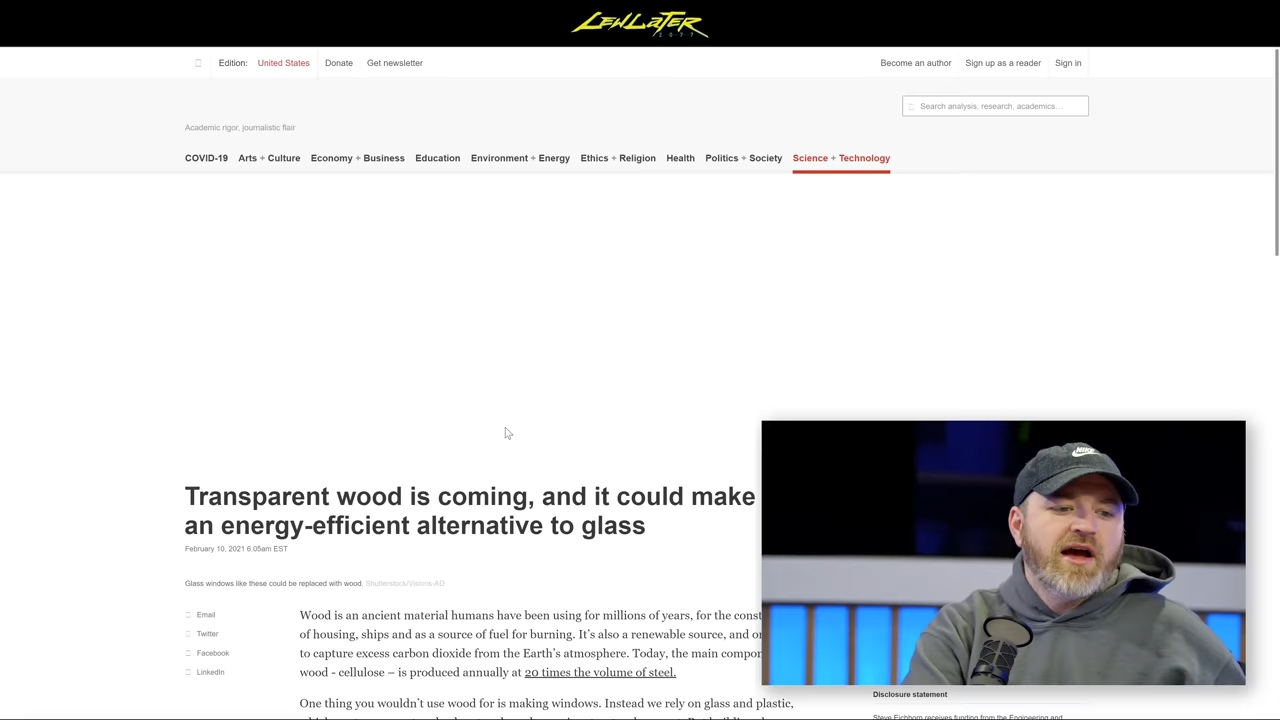 LEWLATER
2077
Edition: United States Donate Get newsletter Become an author Sign up as a reader Sign in
Search analysis, research, academics…
Academic rigor, journalistic flair
COVID-19 Arts + Culture Economy + Business Education Environment + Energy Ethics + Religion Health Politics + Society Science + Technology
Transparent wood is coming, and it could make
an energy-efficient alternative to glass
February 10, 2021 6.05am EST
Glass windows like these could be replaced with wood. Shutterstock/Visions-AD
Email
Twitter
Facebook
LinkedIn
Wood is an ancient material humans have been using for millions of years, for the const
of housing, ships and as a source of fuel for burning. It's also a renewable source, and
to capture excess carbon dioxide from the Earth's atmosphere. Today, the main compon
wood - cellulose – is produced annually at 20 times the volume of steel.
One thing you wouldn't use wood for is making windows. Instead we rely on glass and plastic,
Disclosure statement
Steve Eichhorn receives funding from the Engineering and